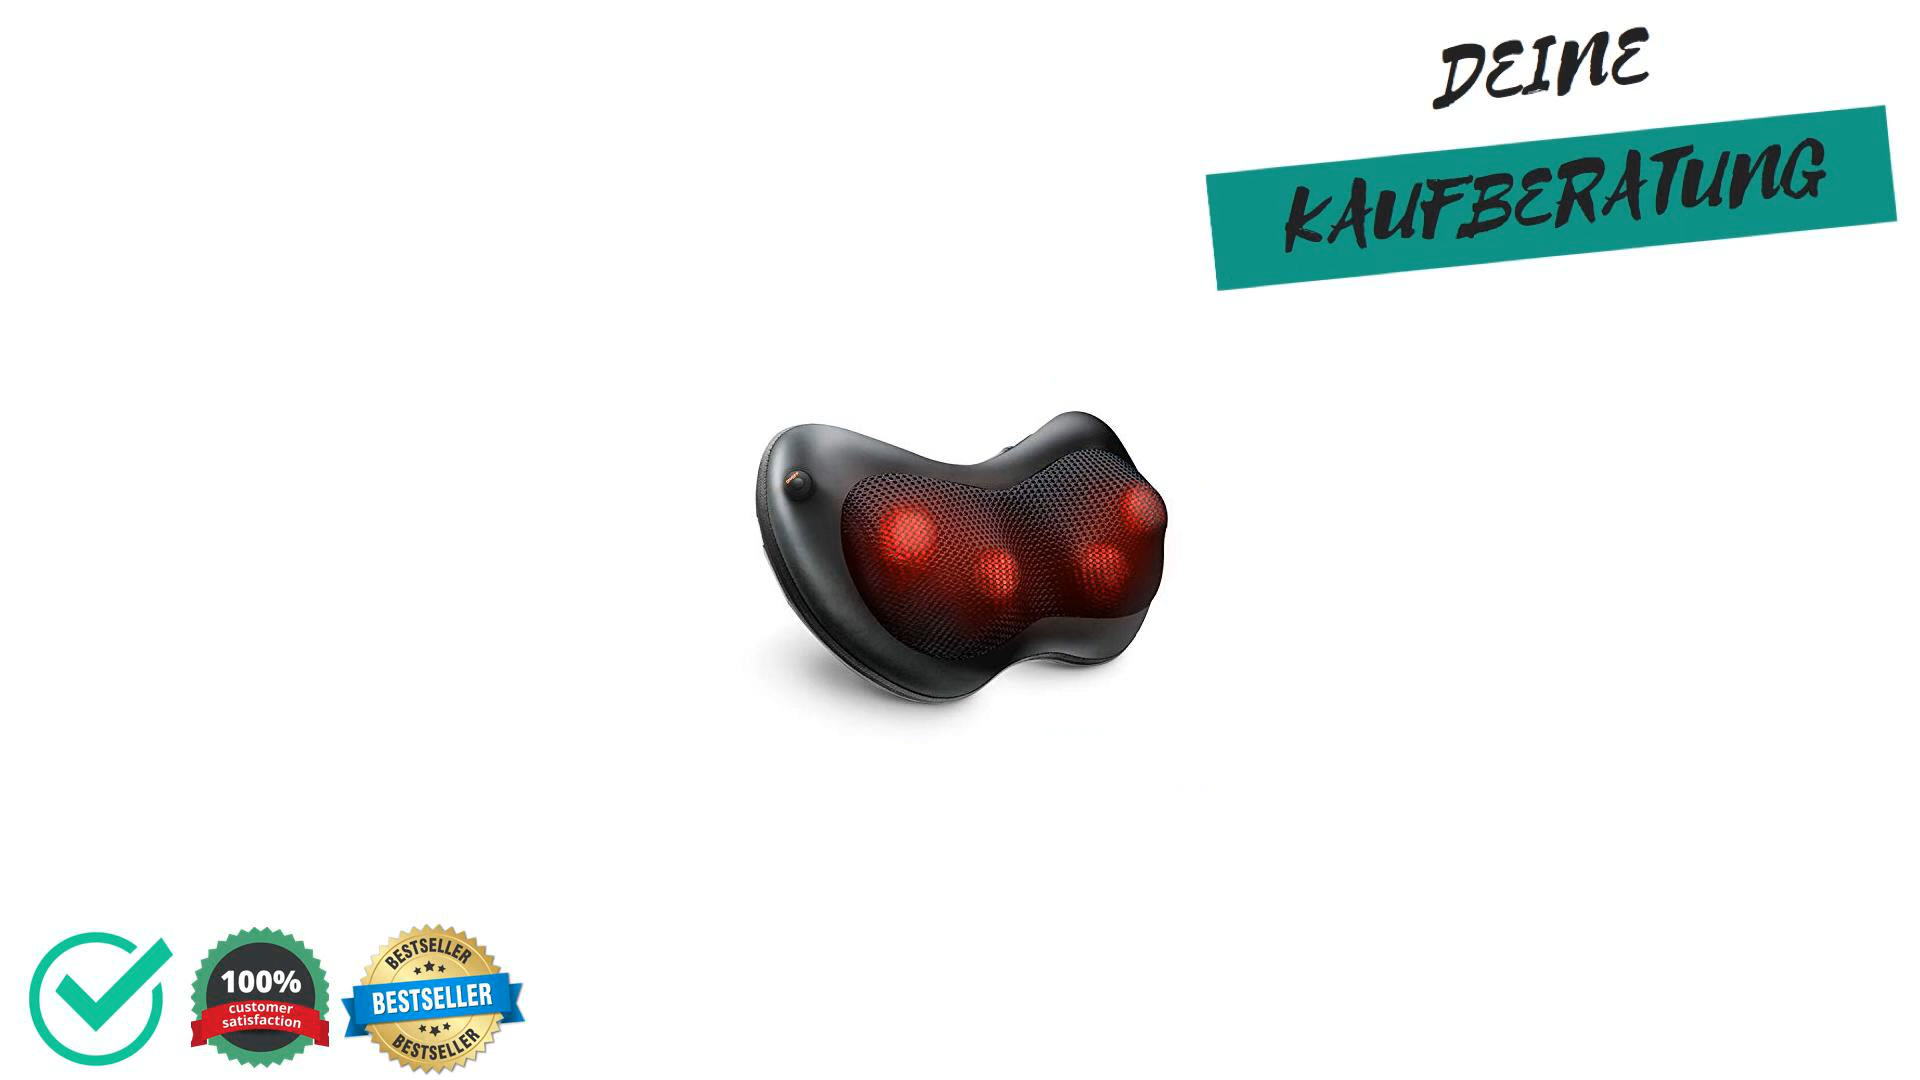 DEINE
KAUFBERATUNG
100%
customer
satisfaction
BESTSELLER
BESTSELLER
BESTSELLER